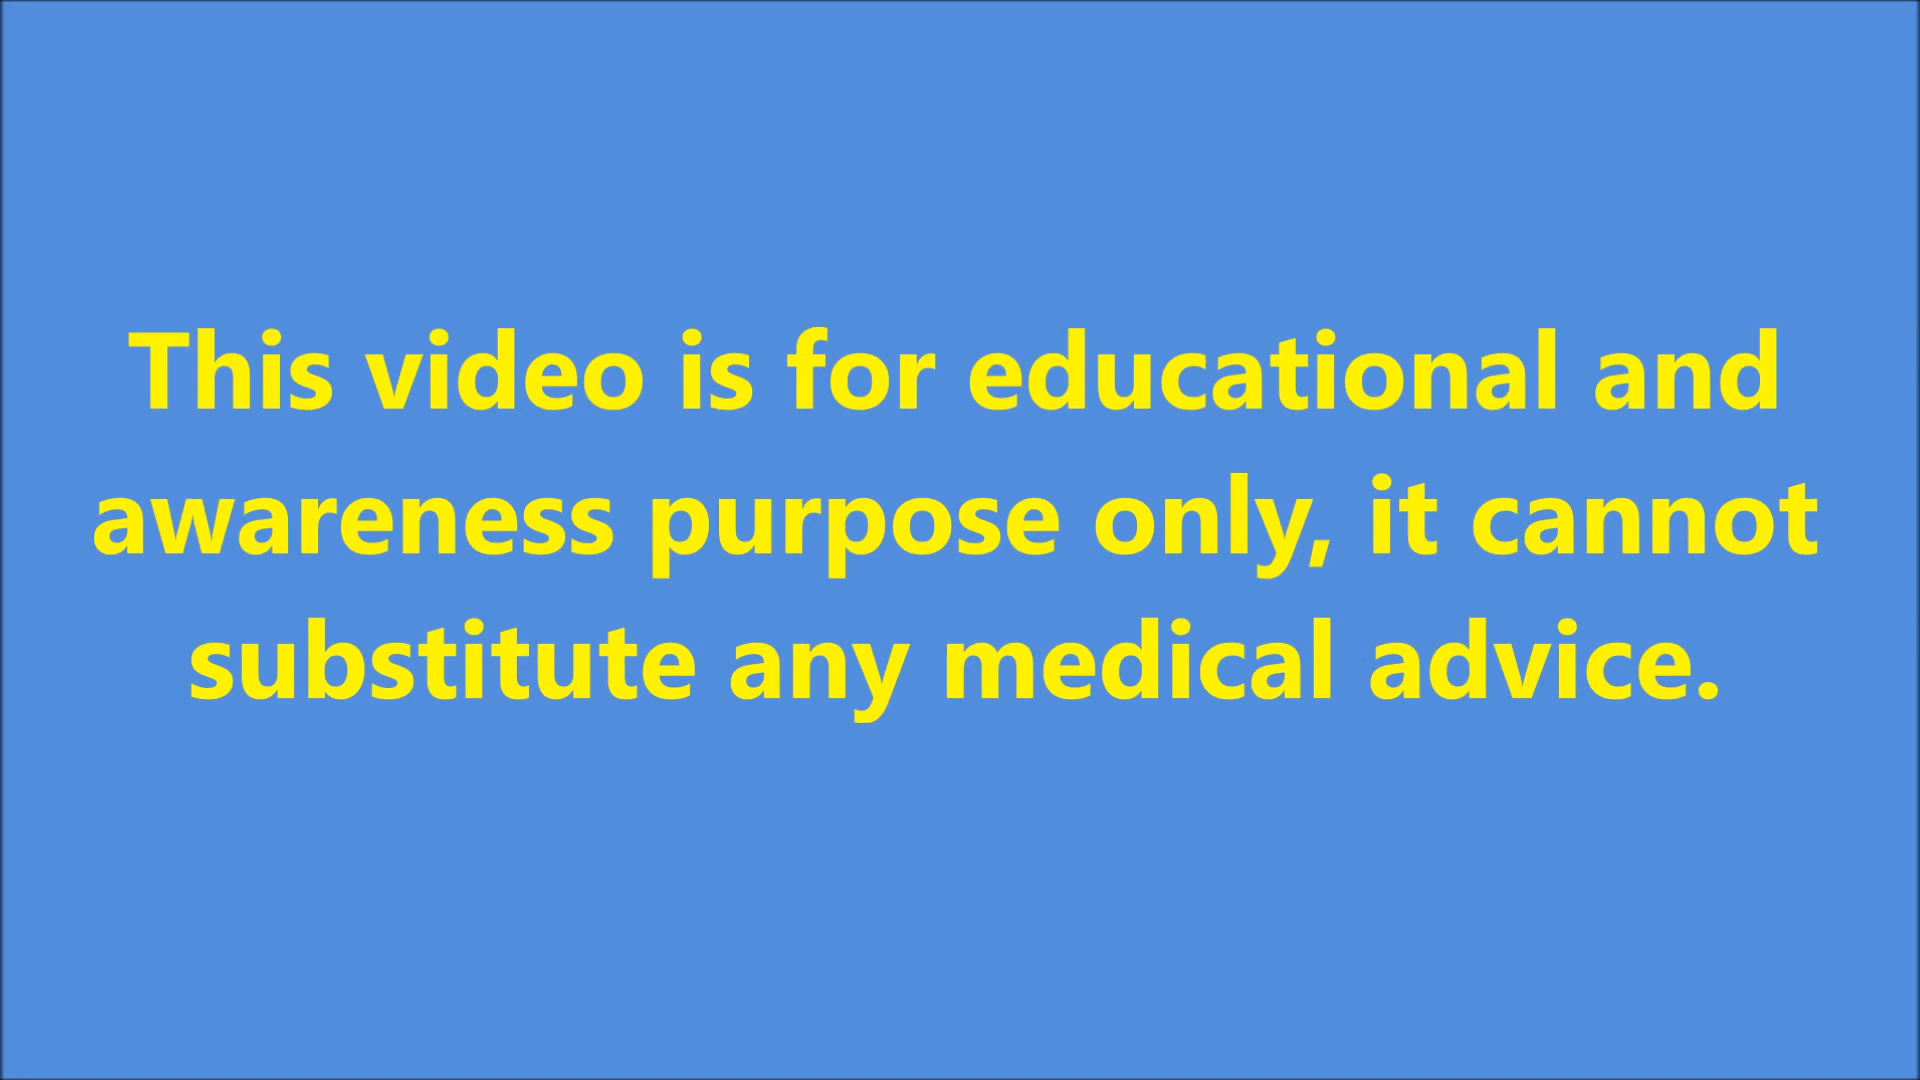 This video is for educational and
awareness purpose only, it cannot
substitute any medical advice.